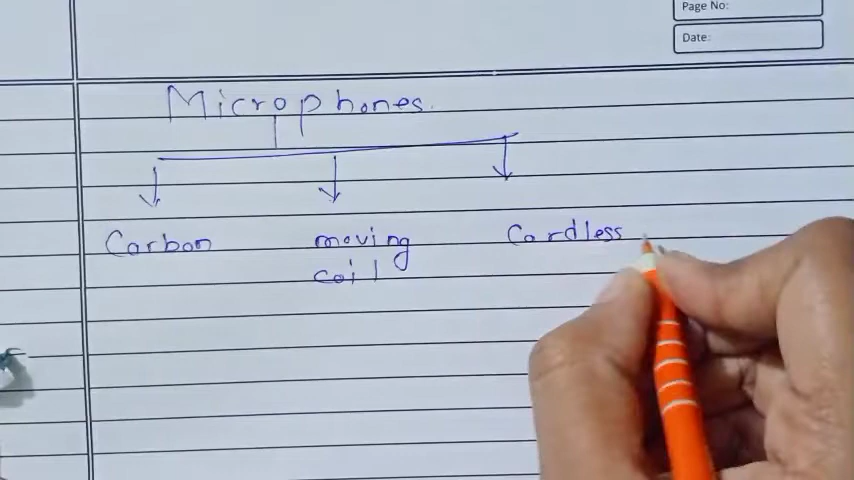 Page No:
Date:
Microphones.
Carbon moving Cordless
coil